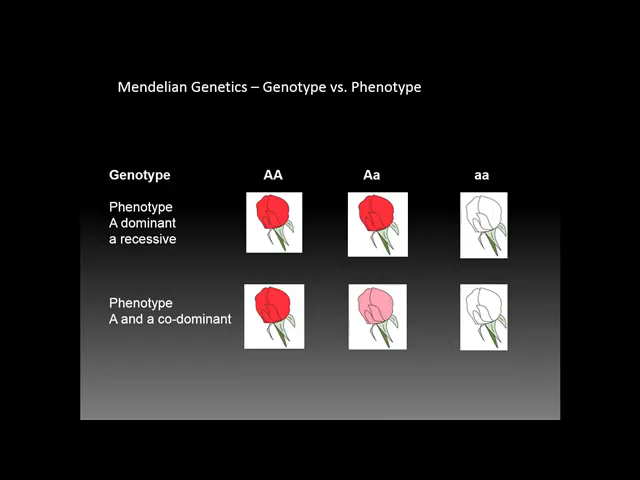 Mendelian Genetics – Genotype vs. Phenotype
Genotype AA Aa aa
Phenotype
A dominant
a recessive
Phenotype
A and a co-dominant